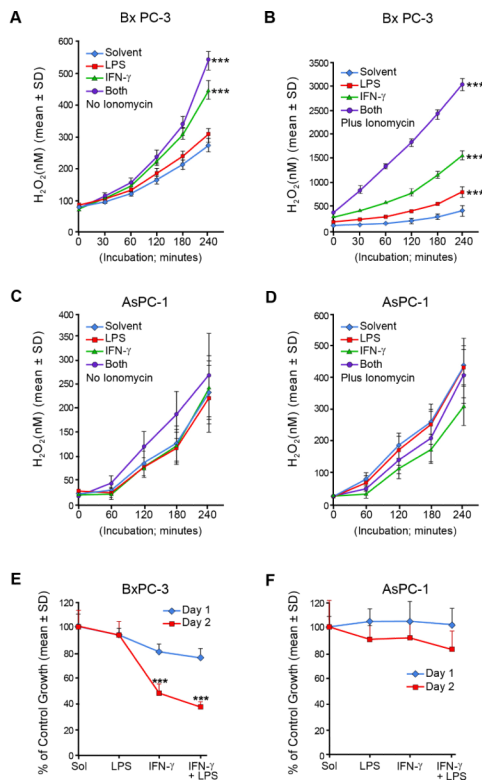 A
Bx PC-3
H₂O₂(nM) (mean ± SD)
600
500
400
300
200
100
0
Solvent
LPS
IFN-γ
Both
No Ionomycin
***
***
0 30 60 120 180 240
(Incubation; minutes)
B
Bx PC-3
H₂O₂(nM) (mean ± SD)
3500
3000
2500
2000
1500
1000
500
0
Solvent
LPS
IFN-γ
Both
Plus Ionomycin
***
***
***
0 30 60 120 180 240
(Incubation; minutes)
C
AsPC-1
H₂O₂(nM) (mean ± SD)
400
350
300
250
200
150
100
50
0
Solvent
LPS
IFN-γ
Both
No Ionomycin
0 60 120 180 240
(Incubation; minutes)
D
AsPC-1
H₂O₂(nM) (mean ± SD)
600
500
400
300
200
100
0
Solvent
LPS
IFN-γ
Both
Plus Ionomycin
0 60 120 180 240
(Incubation; minutes)
E
BxPC-3
% of Control Growth (mean ± SD)
120
100
80
60
40
20
0
Day 1
Day 2
***
***
Sol LPS IFN-γ IFN-γ
+ LPS
F
AsPC-1
% of Control Growth (mean ± SD)
120
100
80
60
40
20
0
Day 1
Day 2
Sol LPS IFN-γ IFN-γ
+ LPS